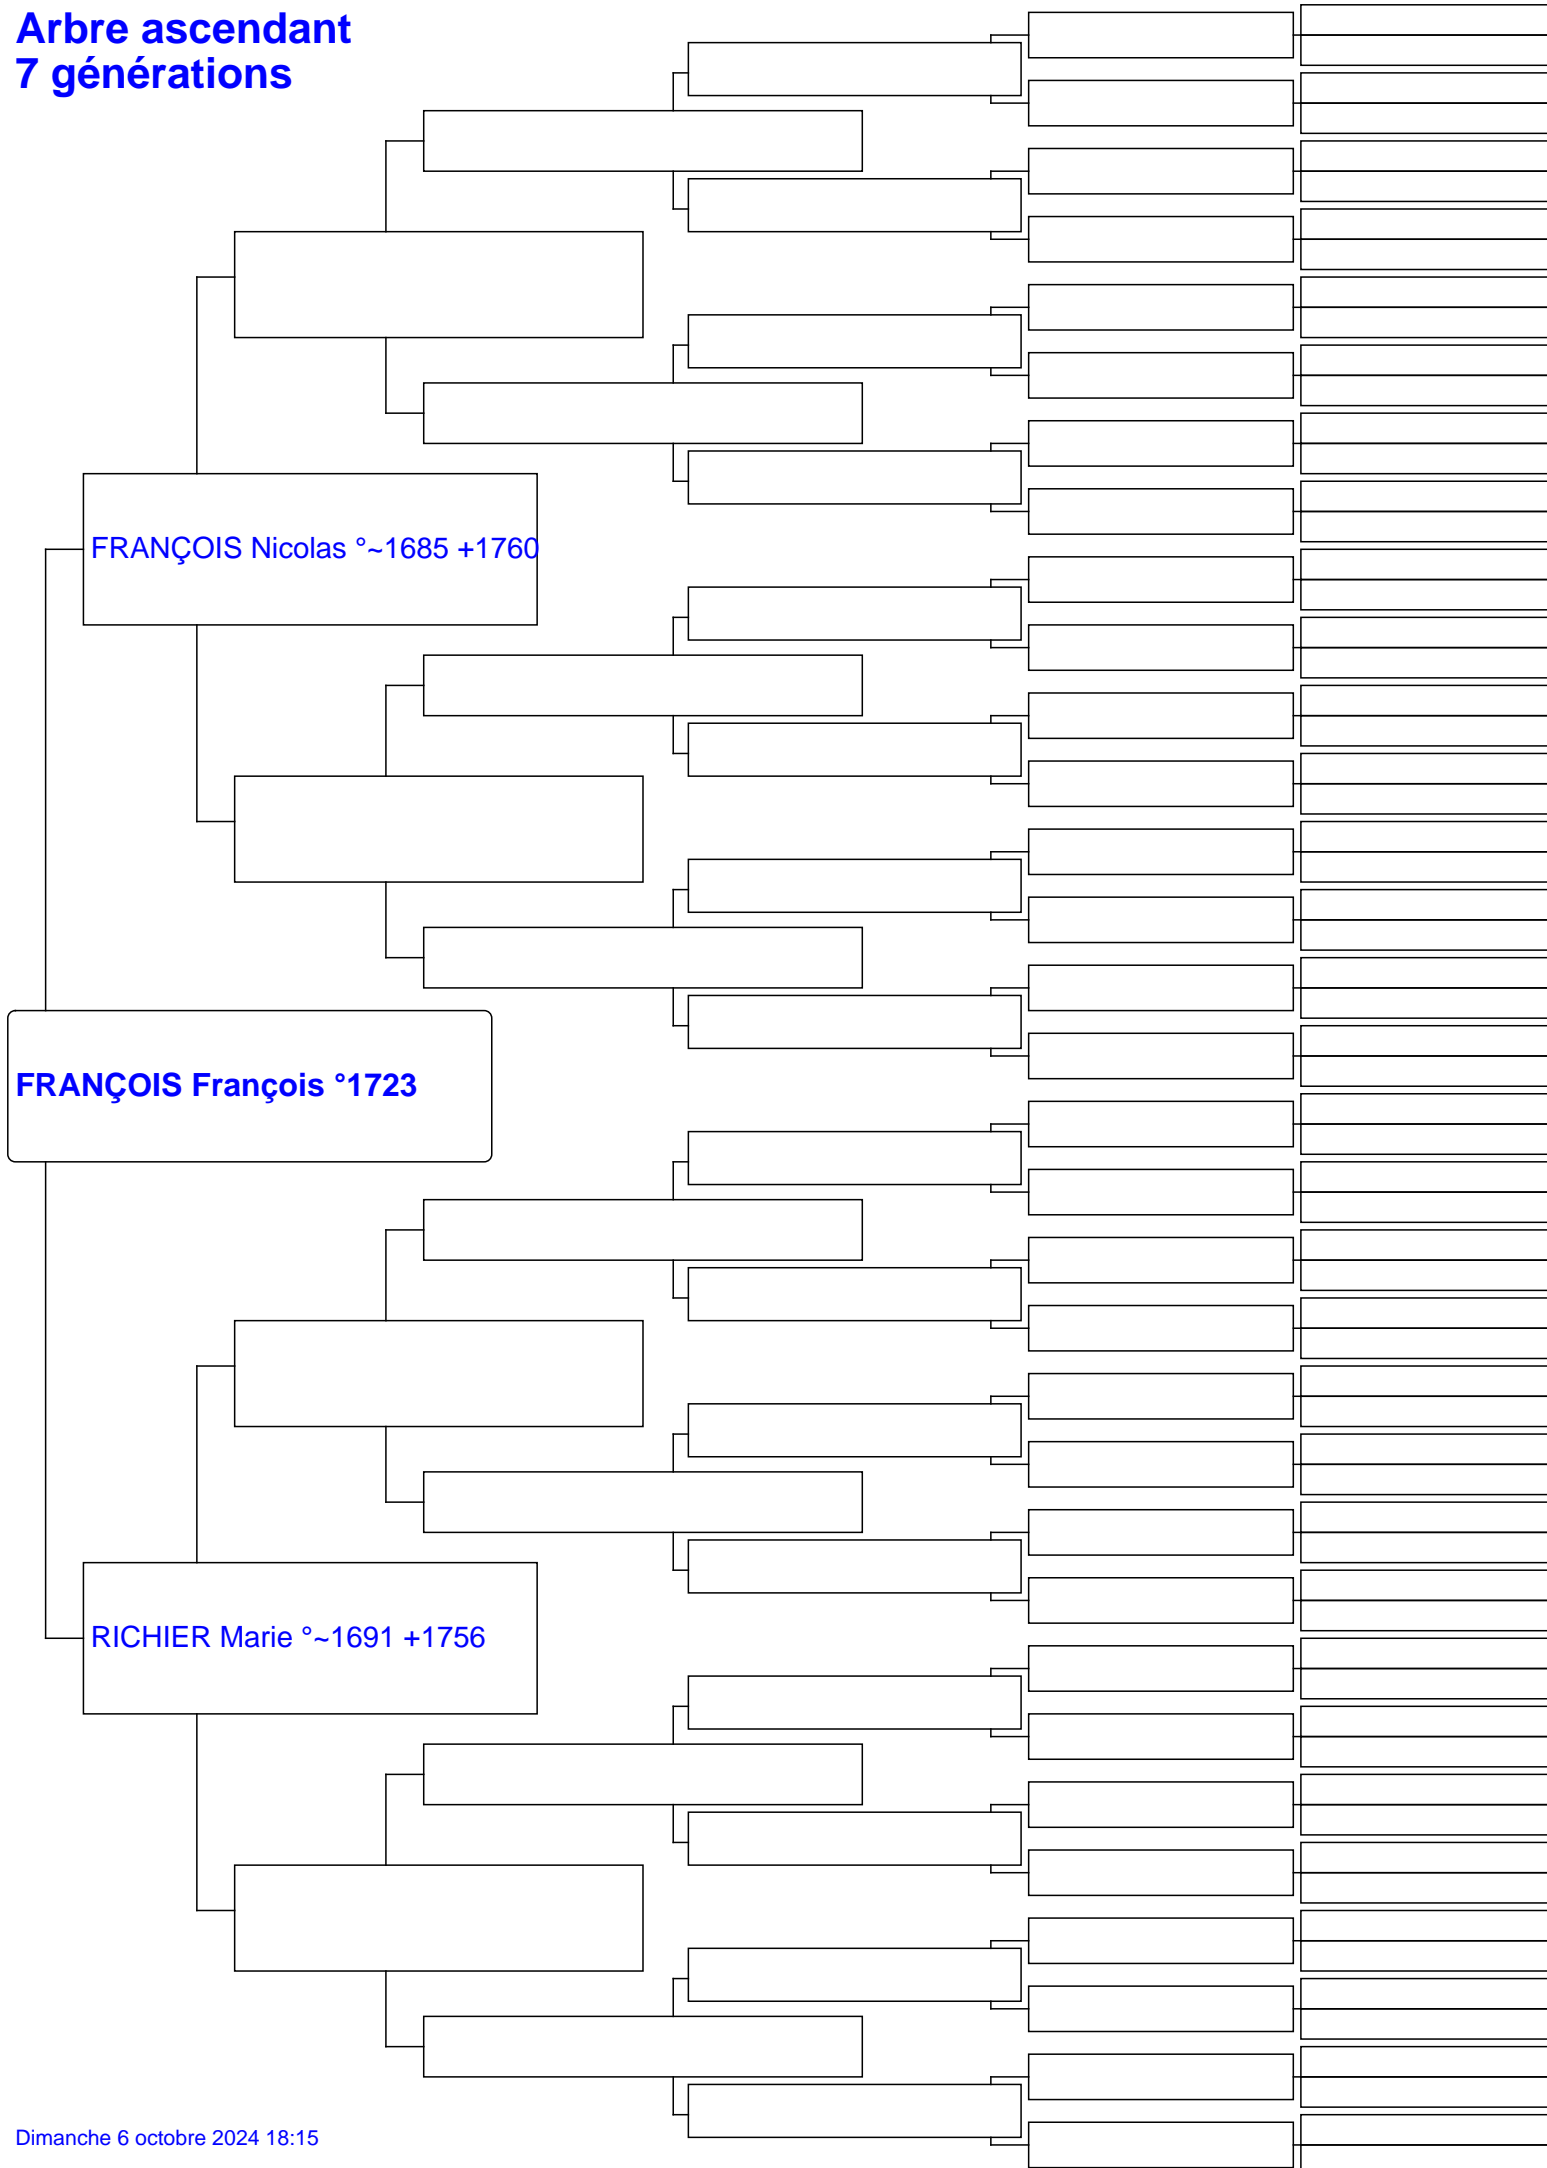 Arbre ascendant
7 générations
FRANÇOIS Nicolas °~1685 +1760
FRANÇOIS François °1723
RICHIER Marie °~1691 +1756
Dimanche 6 octobre 2024 18:15